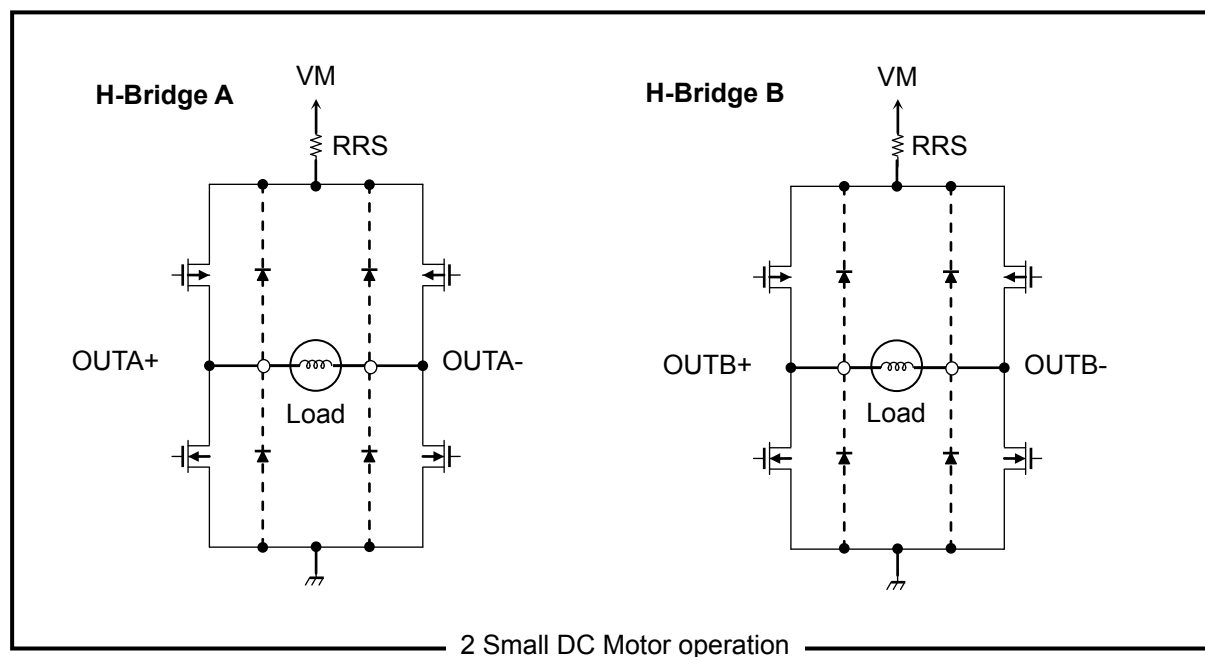 H-Bridge A
VM
RRS
OUTA+
OUTA-
Load
H-Bridge B
VM
RRS
OUTB+
OUTB-
Load
2 Small DC Motor operation